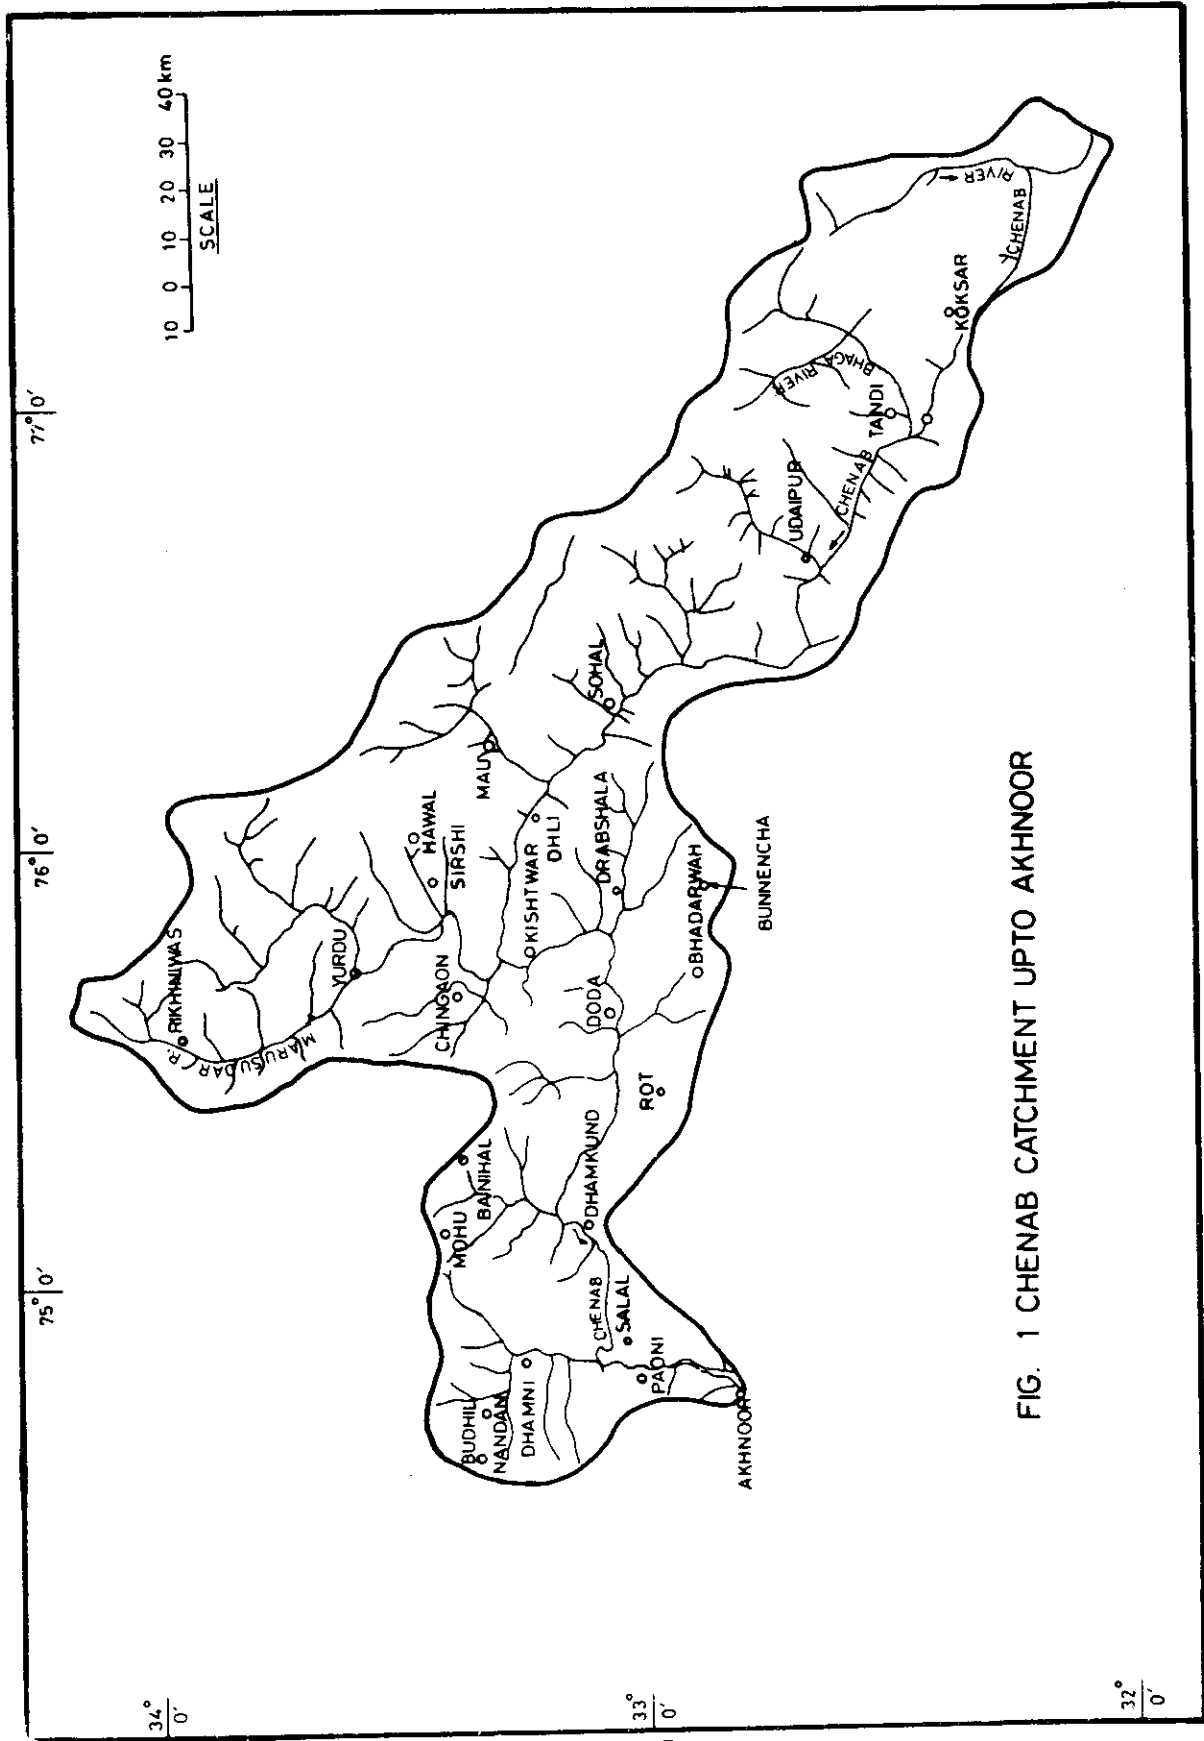 75° 0'
76° 0'
77° 0'
34° 0'
33° 0'
32° 0'
10 0 10 20 30 40 km
SCALE
RIKHINIWAS
MARUSUDAR R.
YURDU
HAWAL
SIRSHI
CHINGAON
MAU
KISHTWAR
DHLI
SOHAL
DRABSHALA
DODA
BHADARWAH
BUNNENCHA
ROT
BANIHAL
MOHU
DHAMKUND
BUDHIL
NANDAN
DHAMNI
CHENAB
SALAL
PAONI
AKHNOOR
UDAIPUR
CHENAB
TANDI
BHAGA RIVER
KOKSAR
CHENAB
RIVER
FIG. 1 CHENAB CATCHMENT UPTO AKHNOOR